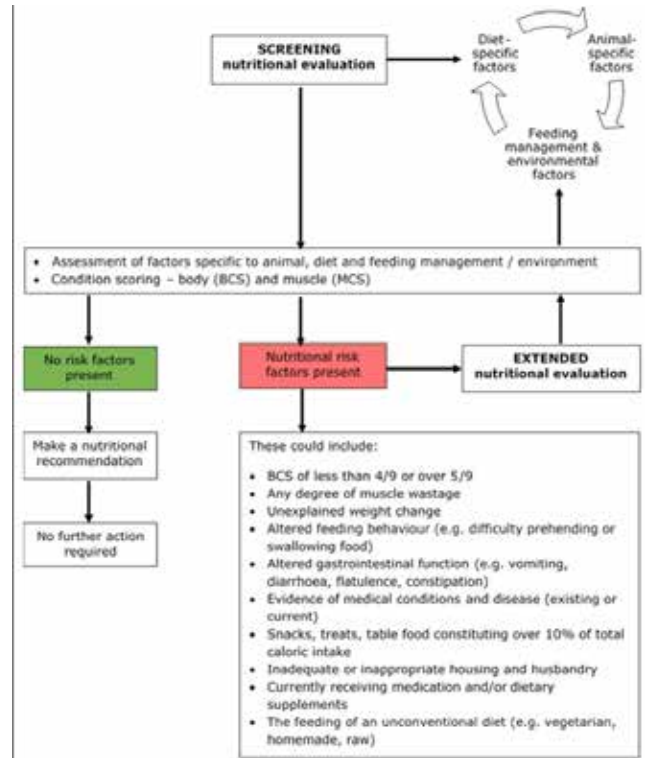 SCREENING
nutritional evaluation
Diet-
specific
factors
Animal-
specific
factors
Feeding
management &
environmental
factors
• Assessment of factors specific to animal, diet and feeding management / environment
• Condition scoring – body (BCS) and muscle (MCS)
No risk factors
present
Nutritional risk
factors present
EXTENDED
nutritional evaluation
Make a nutritional
recommendation
No further action
required
These could include:
• BCS of less than 4/9 or over 5/9
• Any degree of muscle wastage
• Unexplained weight change
• Altered feeding behaviour (e.g. difficulty prehending or
swallowing food)
• Altered gastrointestinal function (e.g. vomiting,
diarrhoea, flatulence, constipation)
• Evidence of medical conditions and disease (existing or
current)
• Snacks, treats, table food constituting over 10% of total
caloric intake
• Inadequate or inappropriate housing and husbandry
• Currently receiving medication and/or dietary
supplements
• The feeding of an unconventional diet (e.g. vegetarian,
homemade, raw)